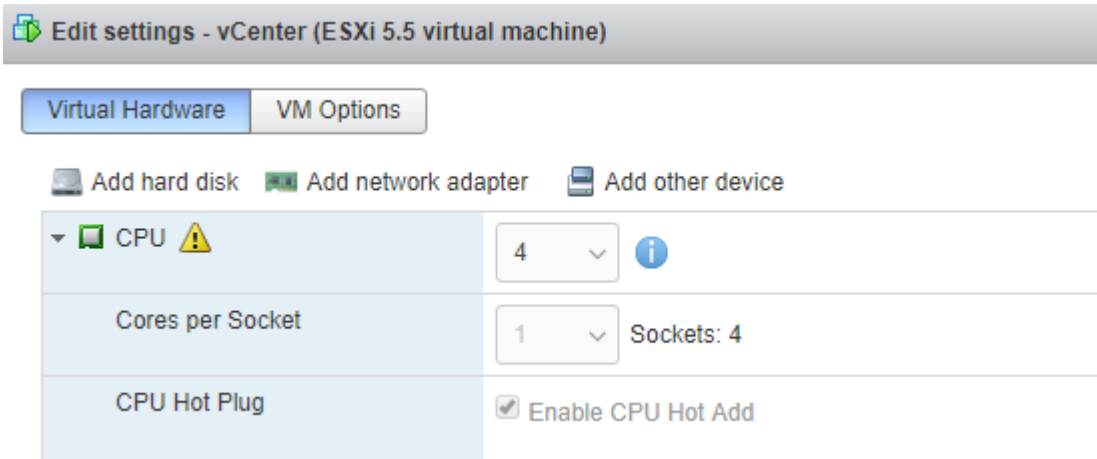 Edit settings - vCenter (ESXi 5.5 virtual machine)
Virtual Hardware VM Options
Add hard disk Add network adapter Add other device
CPU 4
Cores per Socket 1 Sockets: 4
CPU Hot Plug Enable CPU Hot Add